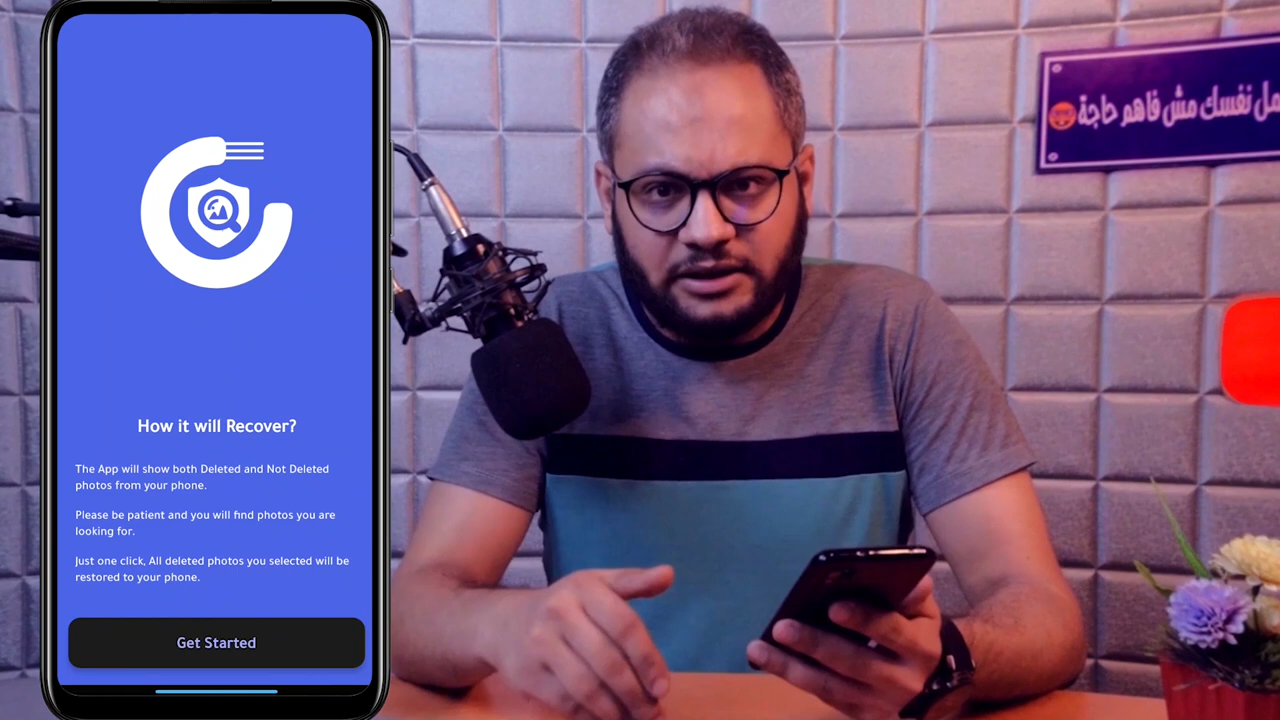 How it will Recover?
The App will show both Deleted and Not Deleted
photos from your phone.
Please be patient and you will find photos you are
looking for.
Just one click, All deleted photos you selected will be
restored to your phone.
Get Started
نفسك مش فاهم حاجة